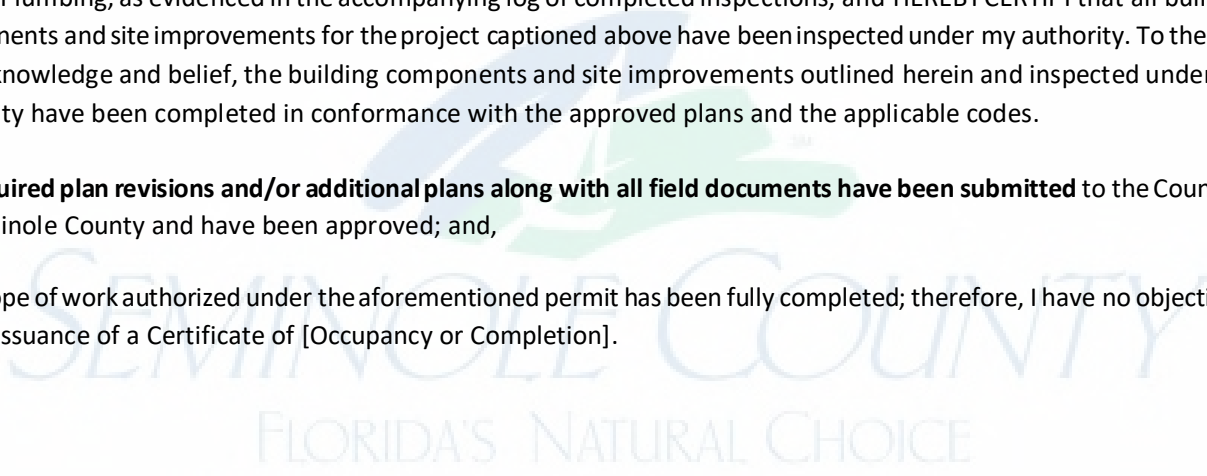 lumbing, as evidenced in the accompanying log of completed inspections, and HEREBY CERTIFY that all buil
nents and site improvements for the project captioned above have been inspected under my authority. To the
knowledge and belief, the building components and site improvements outlined herein and inspected under
ty have been completed in conformance with the approved plans and the applicable codes.
uired plan revisions and/or additional plans along with all field documents have been submitted to the Coun
inole County and have been approved; and,
ope of work authorized under the aforementioned permit has been fully completed; therefore, I have no objecti
ssuance of a Certificate of [Occupancy or Completion].
SEMINOLE COUNTY
FLORIDA'S NATURAL CHOICE
SM